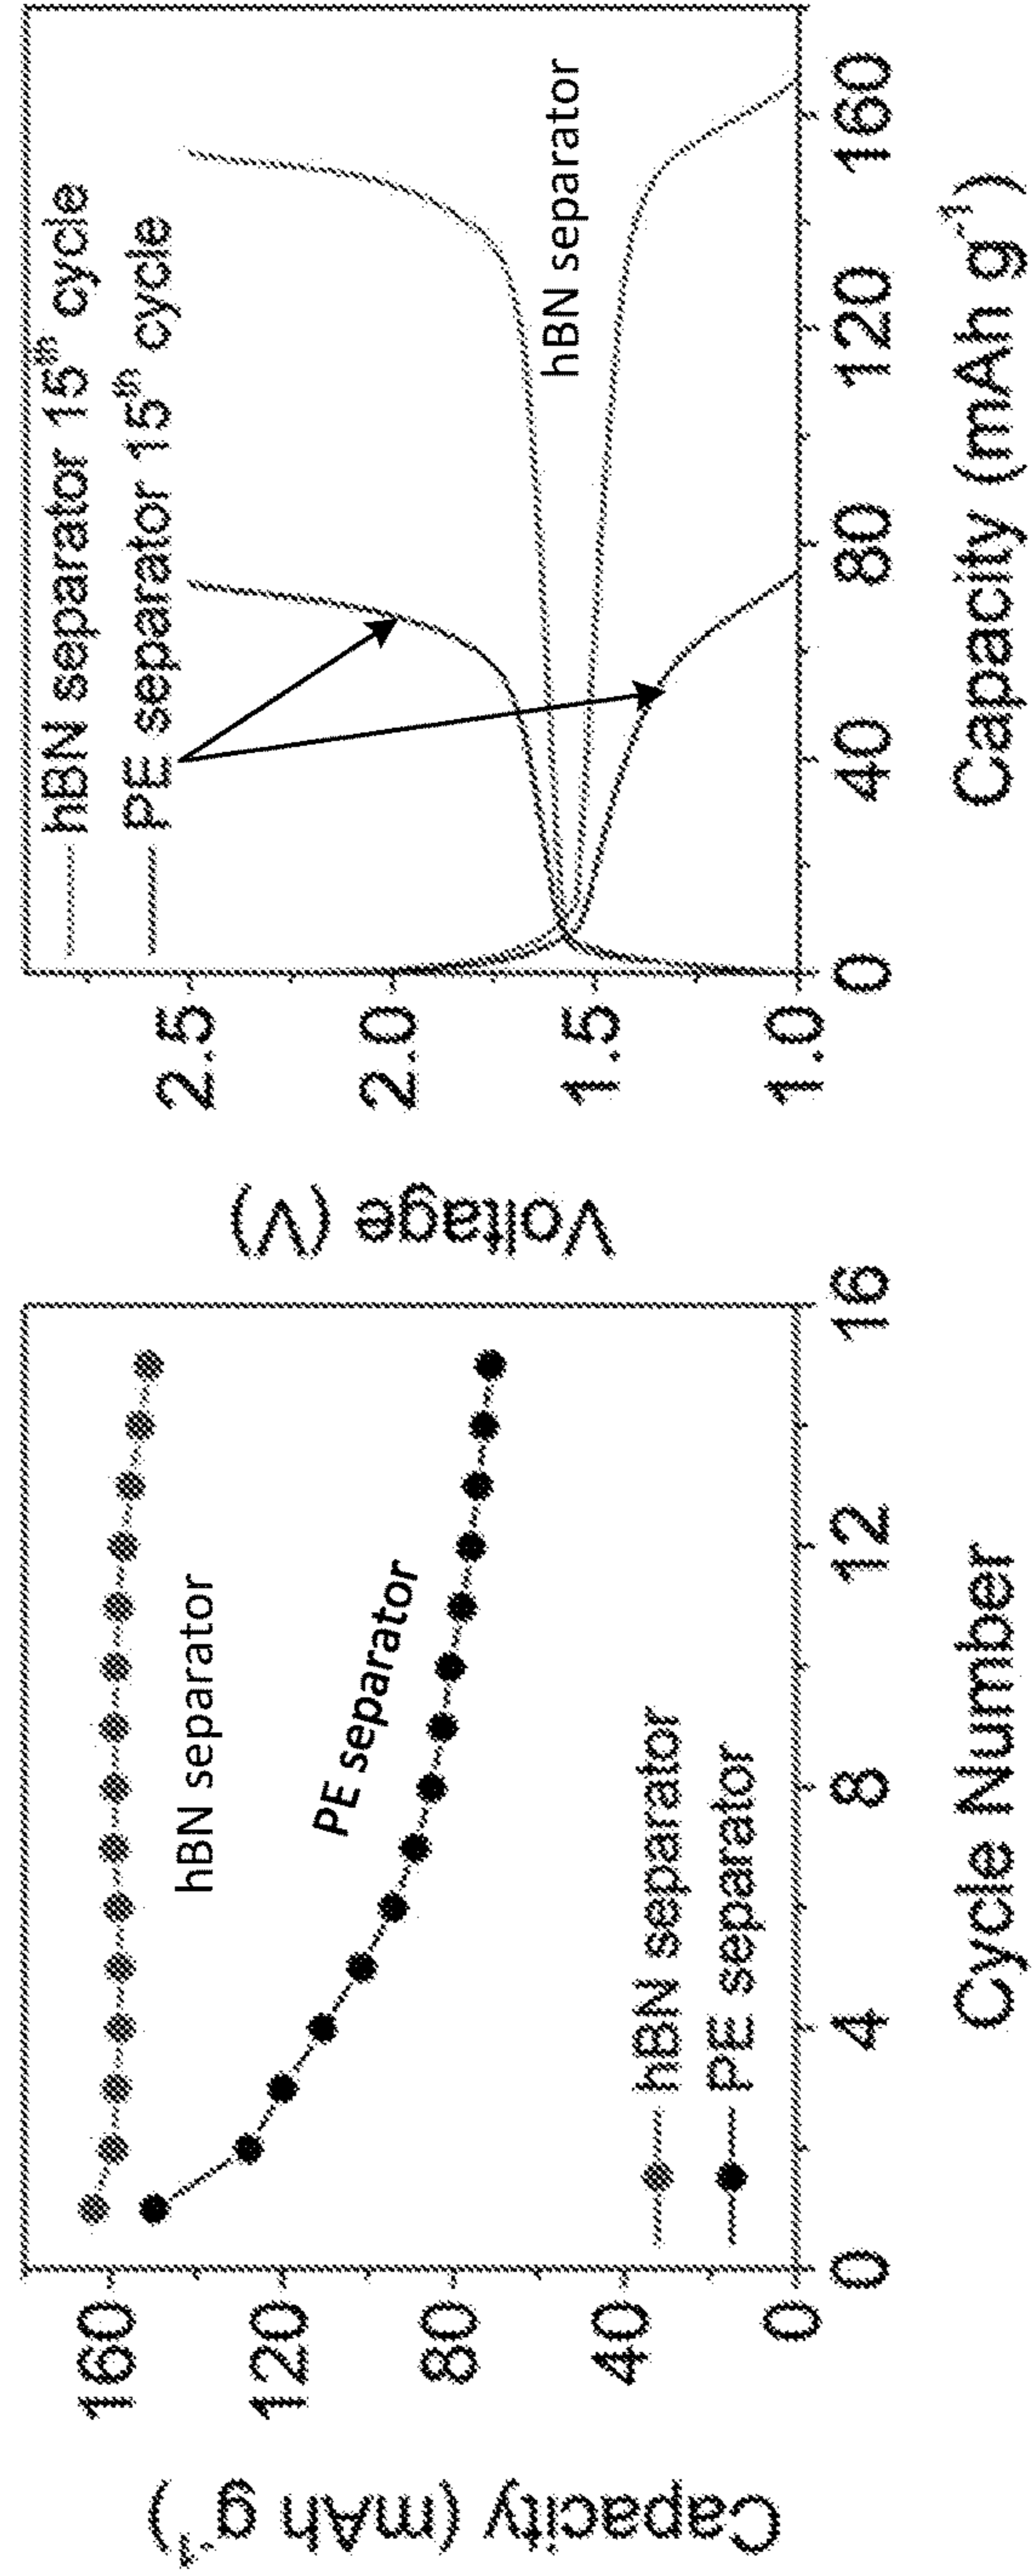 Capacity (mAh g⁻¹)
160
120
80
40
0
hBN separator
PE separator
hBN separator
PE separator
0
4
8
12
16
Cycle Number
Voltage (V)
2.5
2.0
1.5
1.0
hBN separator 15ᵗʰ cycle
PE separator 15ᵗʰ cycle
hBN separator
0
40
80
120
160
Capacity (mAh g⁻¹)